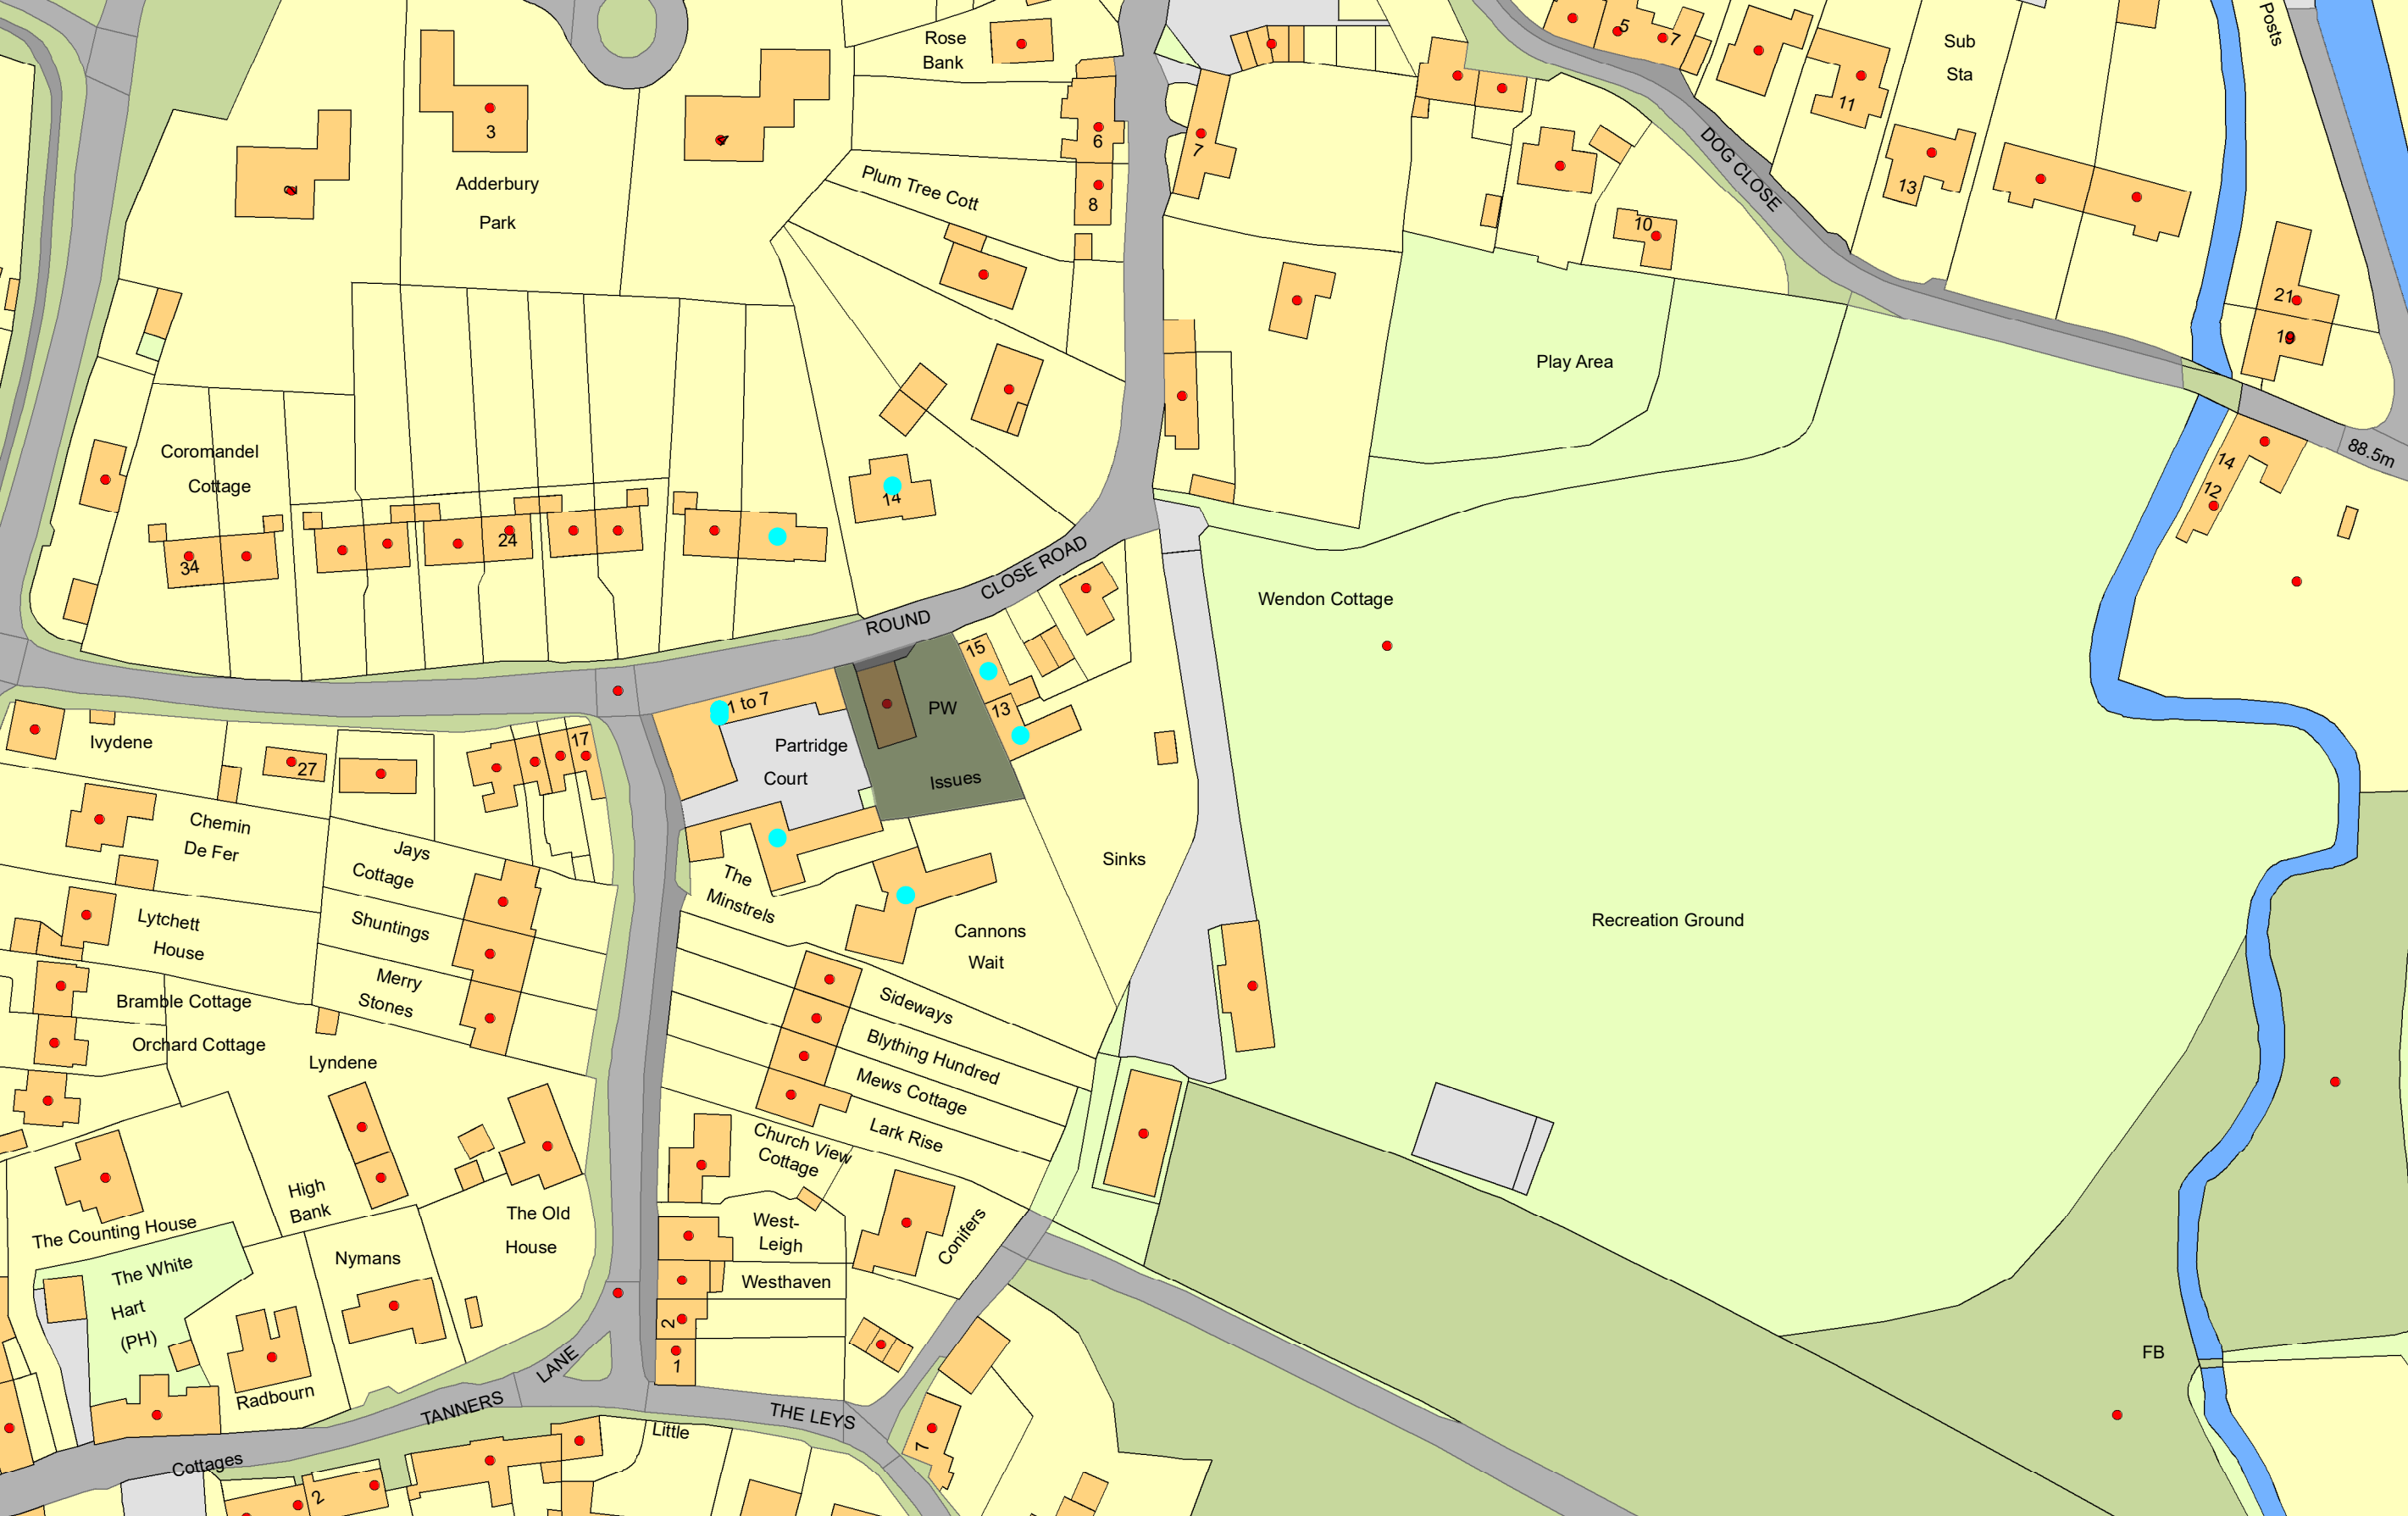 Rose
Bank
5
7
Sub
Sta
Posts
3
6
7
11
Adderbury
Park
Plum Tree Cott
8
DOG CLOSE
13
10
21
19
Play Area
Coromandel
Cottage
14
24
34
88.5m
14
12
ROUND
CLOSE ROAD
Wendon Cottage
15
1 to 7
PW
13
17
Ivydene
27
Partridge
Court
Issues
Chemin
De Fer
Jays
Cottage
The
Minstrels
Sinks
Lytchett
House
Shuntings
Cannons
Wait
Recreation Ground
Merry
Stones
Bramble Cottage
Sideways
Orchard Cottage
Lyndene
Blything Hundred
Mews Cottage
Lark Rise
Church View
Cottage
High
Bank
The Counting House
The Old
House
West-
Leigh
Conifers
Nymans
The White
Hart
(PH)
Westhaven
2
1
FB
LANE
Radbourn
TANNERS
THE LEYS
Little
7
Cottages
2